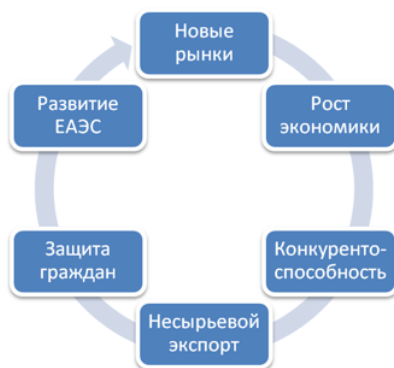 Новые
рынки
Рост
экономики
Конкуренто-
способность
Несырьевой
экспорт
Защита
граждан
Развитие
ЕАЭС